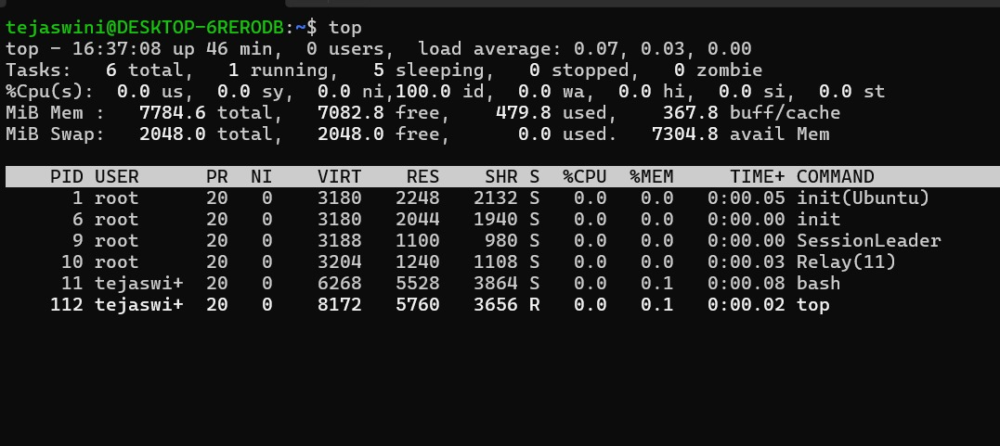 tejaswini@DESKTOP-6RERODB:~$ top
top - 16:37:08 up 46 min,  0 users,  load average: 0.07, 0.03, 0.00
Tasks:   6 total,   1 running,   5 sleeping,   0 stopped,   0 zombie
%Cpu(s):  0.0 us,  0.0 sy,  0.0 ni,100.0 id,  0.0 wa,  0.0 hi,  0.0 si,  0.0 st
MiB Mem :   7784.6 total,   7082.8 free,    479.8 used,    367.8 buff/cache
MiB Swap:   2048.0 total,   2048.0 free,      0.0 used.   7304.8 avail Mem
    PID USER      PR  NI    VIRT    RES    SHR S  %CPU  %MEM     TIME+ COMMAND
      1 root      20   0    3180   2248   2132 S   0.0   0.0   0:00.05 init(Ubuntu)
      6 root      20   0    3180   2044   1940 S   0.0   0.0   0:00.00 init
      9 root      20   0    3188   1100    980 S   0.0   0.0   0:00.00 SessionLeader
     10 root      20   0    3204   1240   1108 S   0.0   0.0   0:00.03 Relay(11)
     11 tejaswi+  20   0    6268   5528   3864 S   0.0   0.1   0:00.08 bash
    112 tejaswi+  20   0    8172   5760   3656 R   0.0   0.1   0:00.02 top